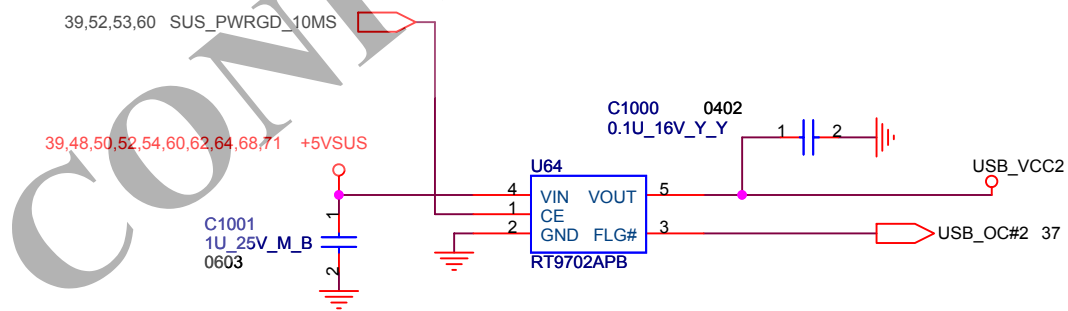 39,52,53,60 SUS_PWRGD_10MS
C1000 0402
0.1U_16V_Y_Y
1 2
39,48,50,52,54,60,62,64,68,71 +5VSUS
U64
USB_VCC2
4 VIN VOUT 5
1 CE
2 GND FLG# 3
USB_OC#2 37
RT9702APB
C1001
1U_25V_M_B
0603
1
2
CON